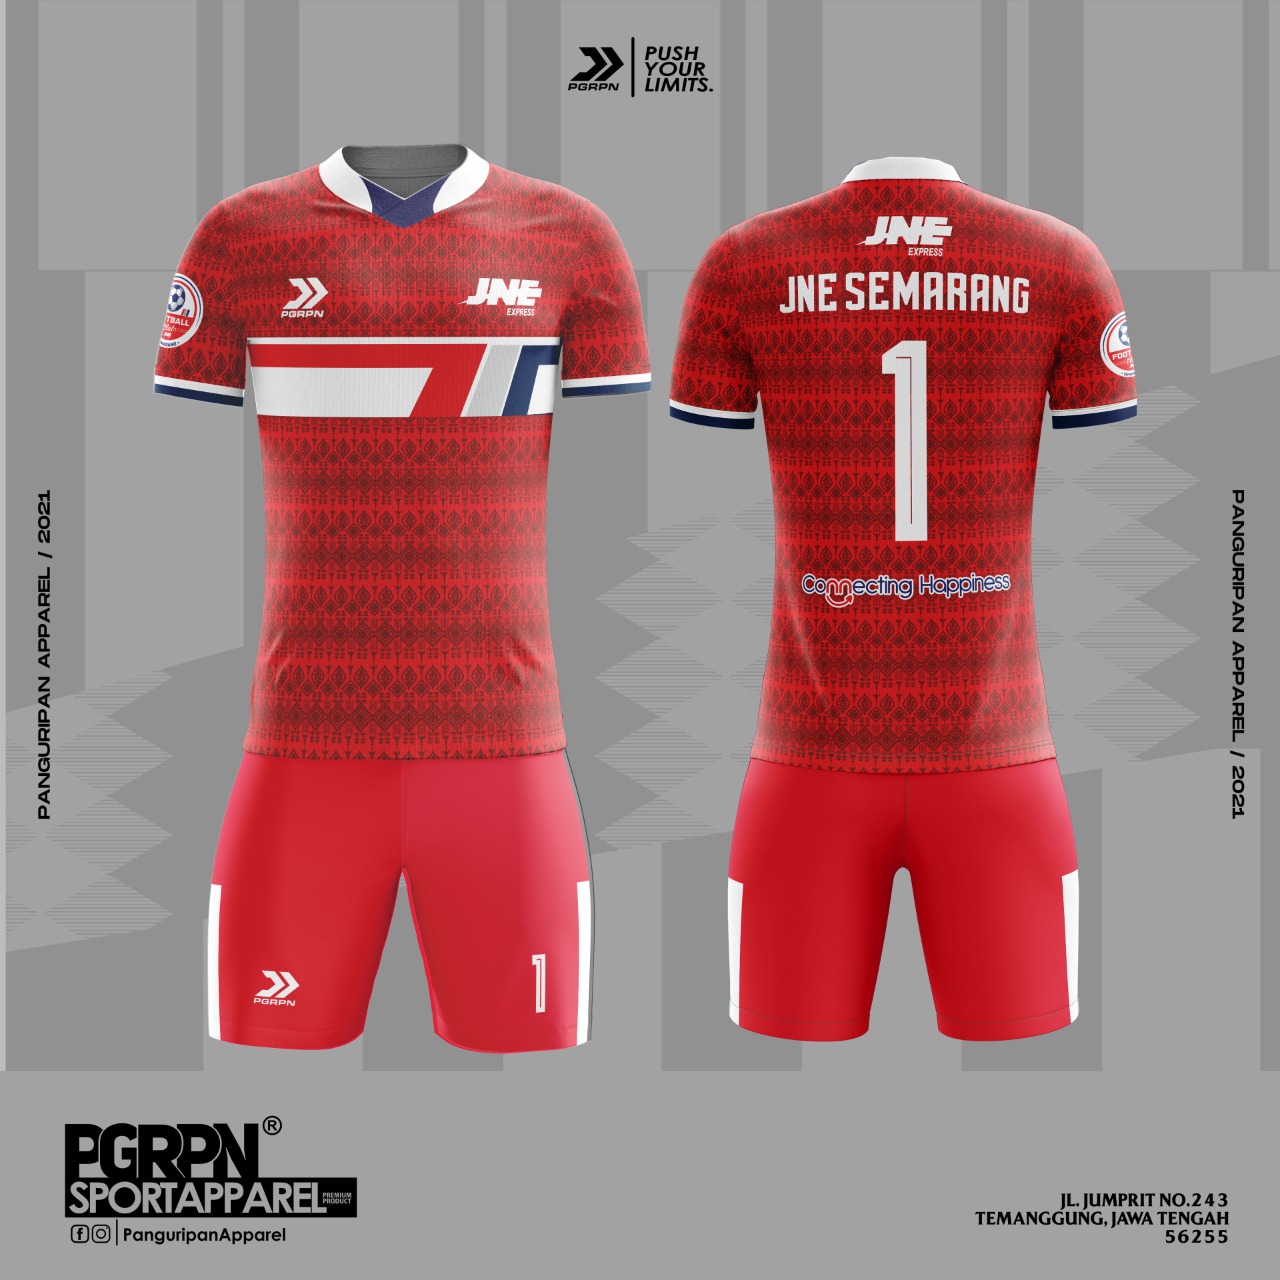 PGRPN
PUSH
YOUR
LIMITS.
PGRPN
JNE
EXPRESS
JNE
EXPRESS
JNE SEMARANG
1
Connecting Happiness
PGRPN
1
PANGURIPAN APPAREL / 2021
PANGURIPAN APPAREL / 2021
PGRPN®
SPORTAPPAREL PREMIUM
PRODUCT
PanguripanApparel
JL. JUMPRIT NO.243
TEMANGGUNG, JAWA TENGAH
56255